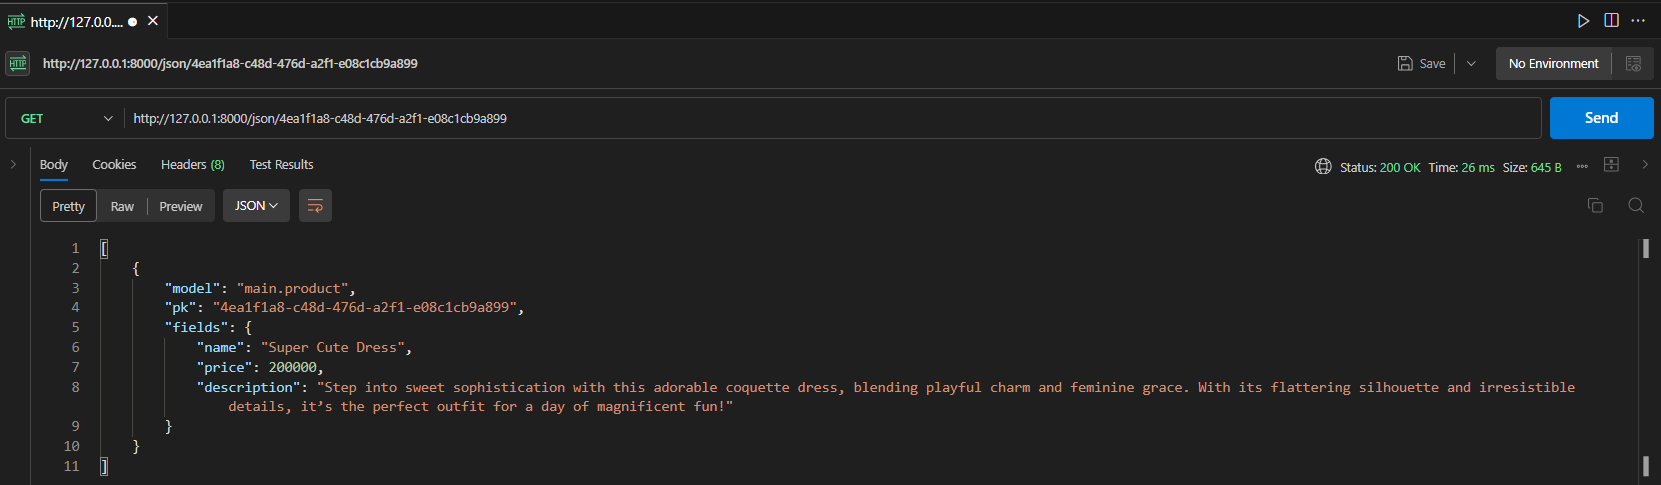 HTTP http://127.0.0....
HTTP http://127.0.0.1:8000/json/4ea1f1a8-c48d-476d-a2f1-e08c1cb9a899 Save No Environment
GET http://127.0.0.1:8000/json/4ea1f1a8-c48d-476d-a2f1-e08c1cb9a899 Send
Body Cookies Headers (8) Test Results Status: 200 OK Time: 26 ms Size: 645 B
Pretty Raw Preview JSON
1 [
2 {
3 "model": "main.product",
4 "pk": "4ea1f1a8-c48d-476d-a2f1-e08c1cb9a899",
5 "fields": {
6 "name": "Super Cute Dress",
7 "price": 200000,
8 "description": "Step into sweet sophistication with this adorable coquette dress, blending playful charm and feminine grace. With its flattering silhouette and irresistible
details, it’s the perfect outfit for a day of magnificent fun!"
9 }
10 }
11 ]